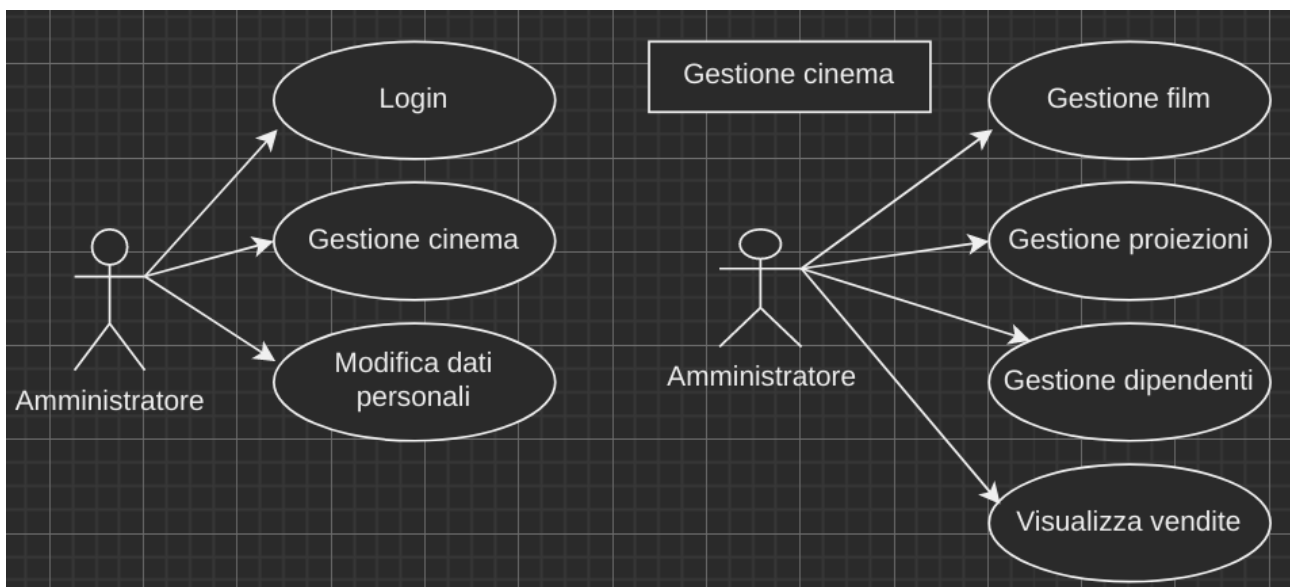 Login
Gestione cinema
Modifica dati
personali
Amministratore
Gestione cinema
Gestione film
Gestione proiezioni
Gestione dipendenti
Visualizza vendite
Amministratore